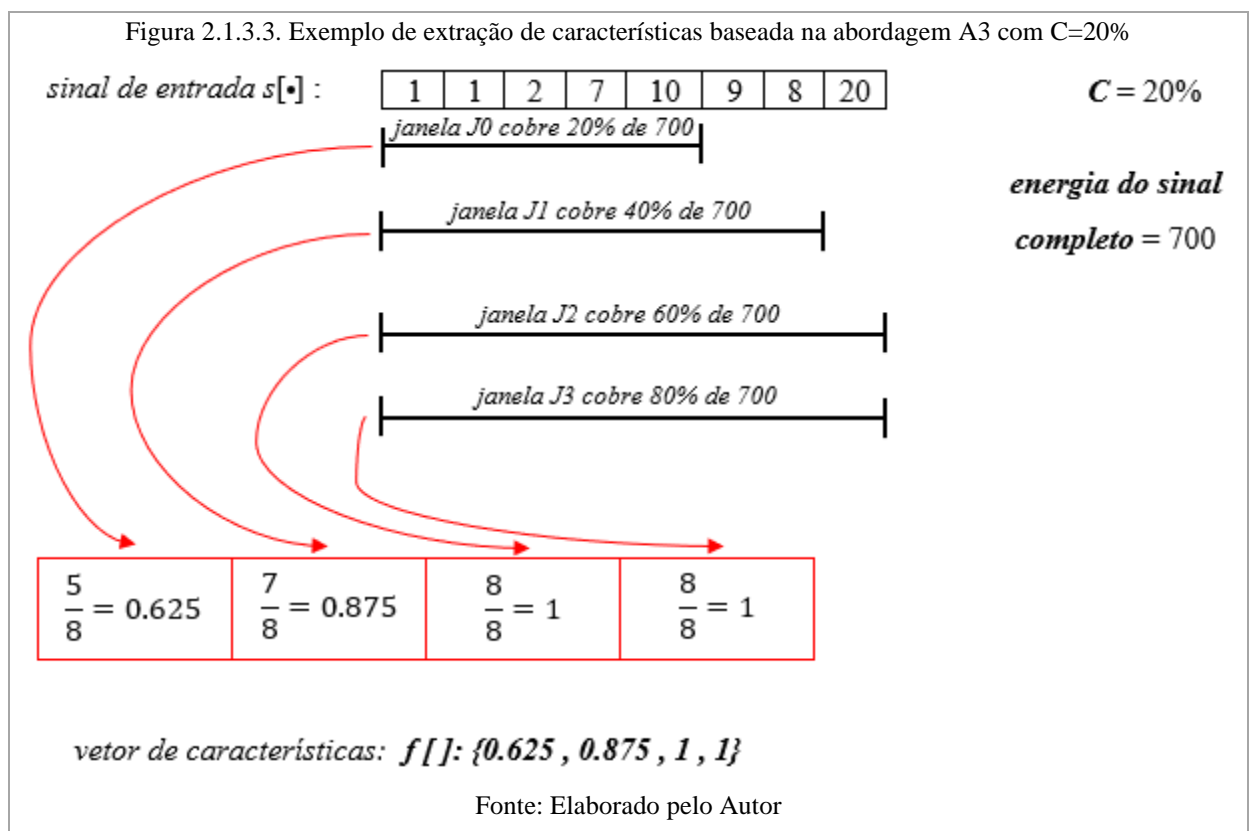 Figura 2.1.3.3. Exemplo de extração de características baseada na abordagem A3 com C=20%
sinal de entrada s[•] : 1 1 2 7 10 9 8 20 C = 20%
janela J0 cobre 20% de 700
energia do sinal
janela J1 cobre 40% de 700
completo = 700
janela J2 cobre 60% de 700
janela J3 cobre 80% de 700
5/8 = 0.625 7/8 = 0.875 8/8 = 1 8/8 = 1
vetor de características: f [ ]: {0.625 , 0.875 , 1 , 1}
Fonte: Elaborado pelo Autor